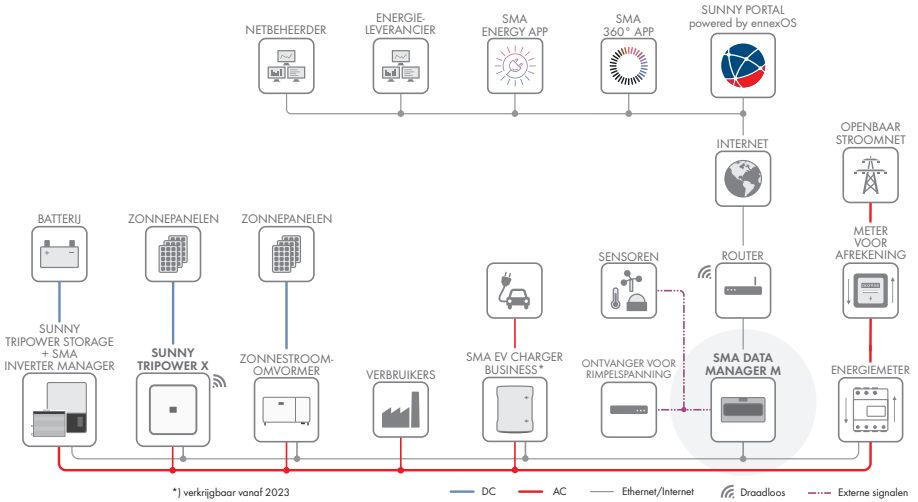 NETBEHEERDER
ENERGIE-
LEVERANCIER
SMA
ENERGY APP
SMA
360° APP
SUNNY PORTAL
powered by ennexOS
INTERNET
OPENBAAR
STROOMNET
BATTERIJ
ZONNEPANELEN
ZONNEPANELEN
SENSOREN
ROUTER
METER
VOOR
AFREKENING
SUNNY
TRIPOWER STORAGE
+ SMA
INVERTER MANAGER
SUNNY
TRIPOWER X
ZONNESTROOM-
OMVORMER
VERBRUIKERS
SMA EV CHARGER
BUSINESS*
ONTVANGER VOOR
RIMPELSPANNING
SMA DATA
MANAGER M
ENERGIEMETER
*) verkrijgbaar vanaf 2023
DC
AC
Ethernet/Internet
Draadloos
Externe signalen